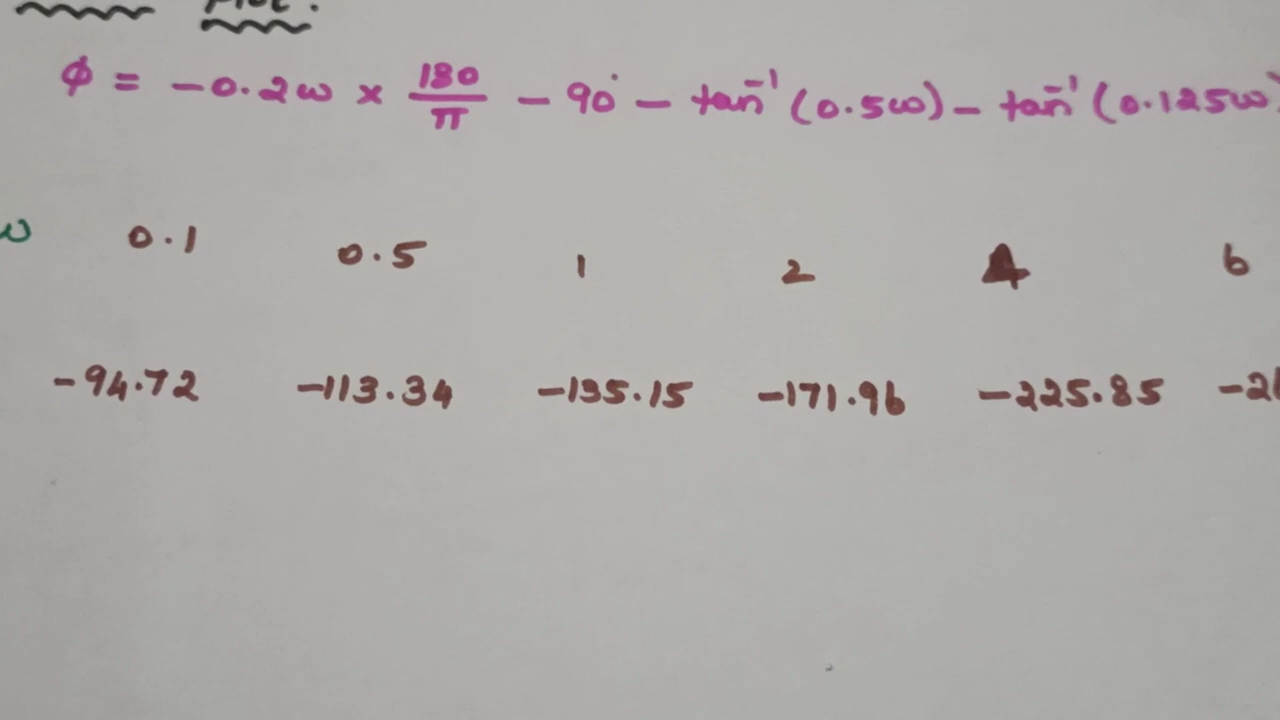 Plot :
ϕ = -0.2ω × 180/π - 90° - tan⁻¹(0.5ω) - tan⁻¹(0.125ω)
ω 0.1 0.5 1 2 4 6
-94.72 -113.34 -135.15 -171.96 -225.85